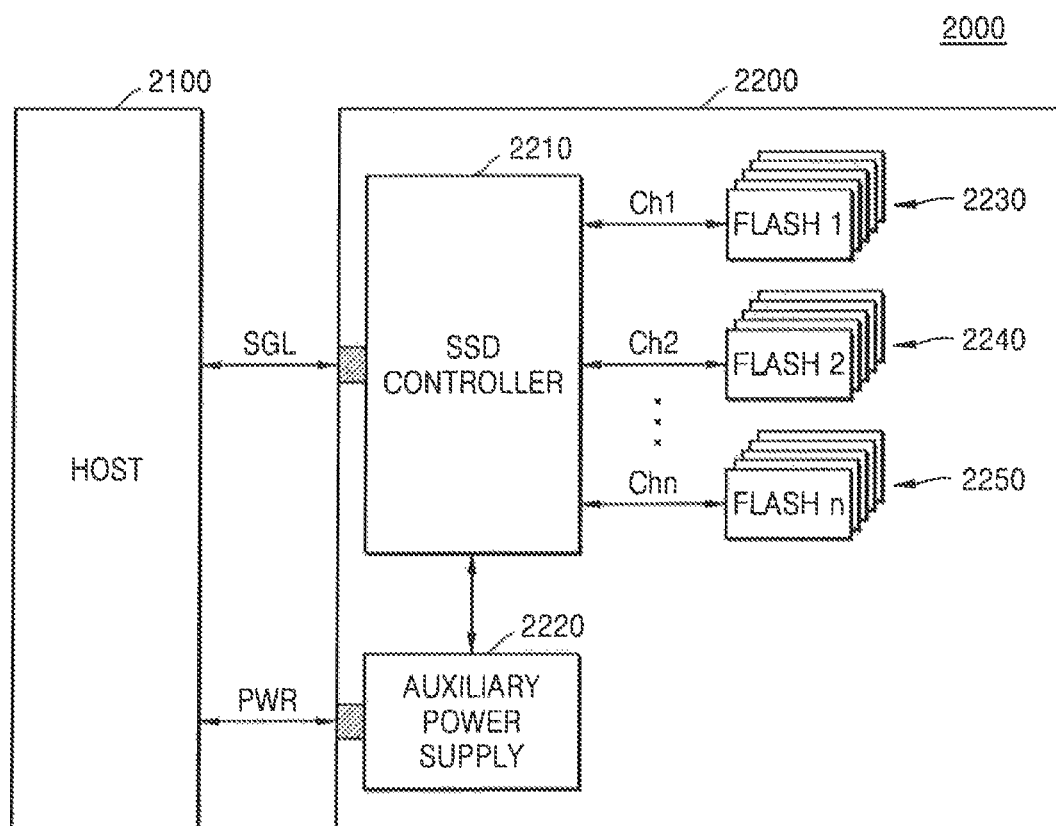 2000
2100
2200
2210
Ch1
FLASH 1
2230
SGL
SSD
CONTROLLER
Ch2
FLASH 2
2240
HOST
Chn
FLASH n
2250
2220
PWR
AUXILIARY
POWER
SUPPLY